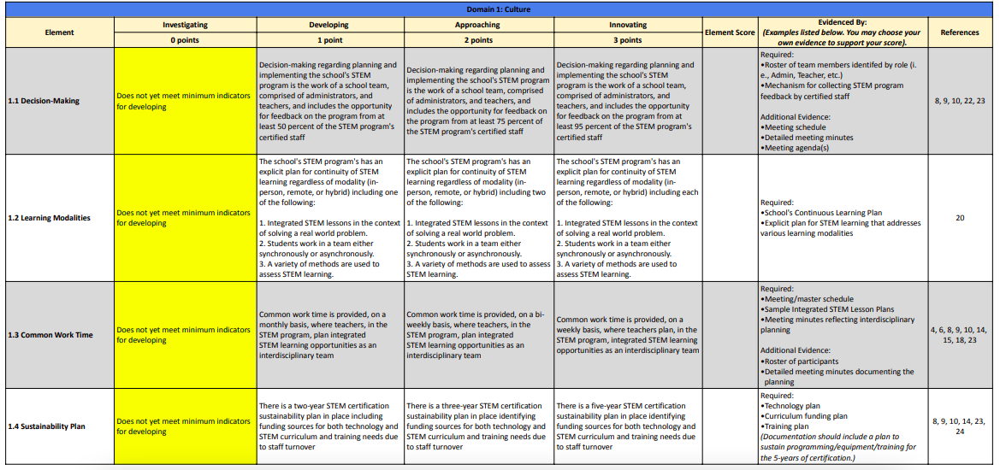 Domain 1: Culture
Element
Investigating
0 points
Developing
1 point
Approaching
2 points
Innovating
3 points
Element Score
Evidenced By:
(Examples listed below. You may choose your
own evidence to support your score).
References
1.1 Decision-Making
Does not yet meet minimum indicators
for developing
Decision-making regarding planning and
implementing the school's STEM
program is the work of a school team,
comprised of administrators, and
teachers, and includes the opportunity
for feedback on the program from at
least 50 percent of the STEM program's
certified staff
Decision-making regarding planning and
implementing the school's STEM program
is the work of a school team, comprised
of administrators, and teachers, and
includes the opportunity for feedback on
the program from at least 75 percent of
the STEM program's certified staff
Decision-making regarding planning and
implementing the school's STEM
program is the work of a school team,
comprised of administrators, and
teachers, and includes the opportunity
for feedback on the program from at
least 95 percent of the STEM program's
certified staff
Required:
•Roster of team members identifed by role (i.
e., Admin, Teacher, etc.)
•Mechanism for collecting STEM program
feedback by certified staff
Additional Evidence:
•Meeting schedule
•Detailed meeting minutes
•Meeting agenda(s)
8, 9, 10, 22, 23
1.2 Learning Modalities
Does not yet meet minimum indicators
for developing
The school's STEM program's has an
explicit plan for continuity of STEM
learning regardless of modality (in-
person, remote, or hybrid) including one
of the following:
1. Integrated STEM lessons in the context
of solving a real world problem.
2. Students work in a team either
synchronously or asynchronously.
3. A variety of methods are used to
assess STEM learning.
The school's STEM program's has an
explicit plan for continuity of STEM
learning regardless of modality (in-
person, remote, or hybrid) including two
of the following:
1. Integrated STEM lessons in the context
of solving a real world problem.
2. Students work in a team either
synchronously or asynchronously.
3. A variety of methods are used to assess
STEM learning.
The school's STEM program's has an
explicit plan for continuity of STEM
learning regardless of modality (in-
person, remote, or hybrid) including each
of the following:
1. Integrated STEM lessons in the context
of solving a real world problem.
2. Students work in a team either
synchronously or asynchronously.
3. A variety of methods are used to
assess STEM learning.
Required:
•School's Continuous Learning Plan
•Explicit plan for STEM learning that addresses
various learning modalities
20
1.3 Common Work Time
Does not yet meet minimum indicators
for developing
Common work time is provided, on a
monthly basis, where teachers, in the
STEM program, plan integrated
STEM learning opportunities as an
interdisciplinary team
Common work time is provided, on a bi-
weekly basis, where teachers, in the
STEM program, plan integrated
STEM learning opportunities as an
interdisciplinary team
Common work time is provided, on a
weekly basis, where teachers plan, in the
STEM program, integrated STEM learning
opportunities as an interdisciplinary team
Required:
•Meeting/master schedule
•Sample Integrated STEM Lesson Plans
•Meeting minutes reflecting interdisciplinary
planning
Additional Evidence:
•Roster of participants
•Detailed meeting minutes documenting the
planning
4, 6, 8, 9, 10, 14,
15, 18, 23
1.4 Sustainability Plan
Does not yet meet minimum indicators
for developing
There is a two-year STEM certification
sustainability plan in place including
funding sources for both technology and
STEM curriculum and training needs due
to staff turnover
There is a three-year STEM certification
sustainability plan in place identifying
funding sources for both technology and
STEM curriculum and training needs due
to staff turnover
There is a five-year STEM certification
sustainability plan in place identifying
funding sources for both technology and
STEM curriculum and training needs due
to staff turnover
Required:
•Technology plan
•Curriculum funding plan
•Training plan
(Documentation should include a plan to
sustain programming/equipment/training for
the 5-years of certification.)
8, 9, 10, 14, 23,
24